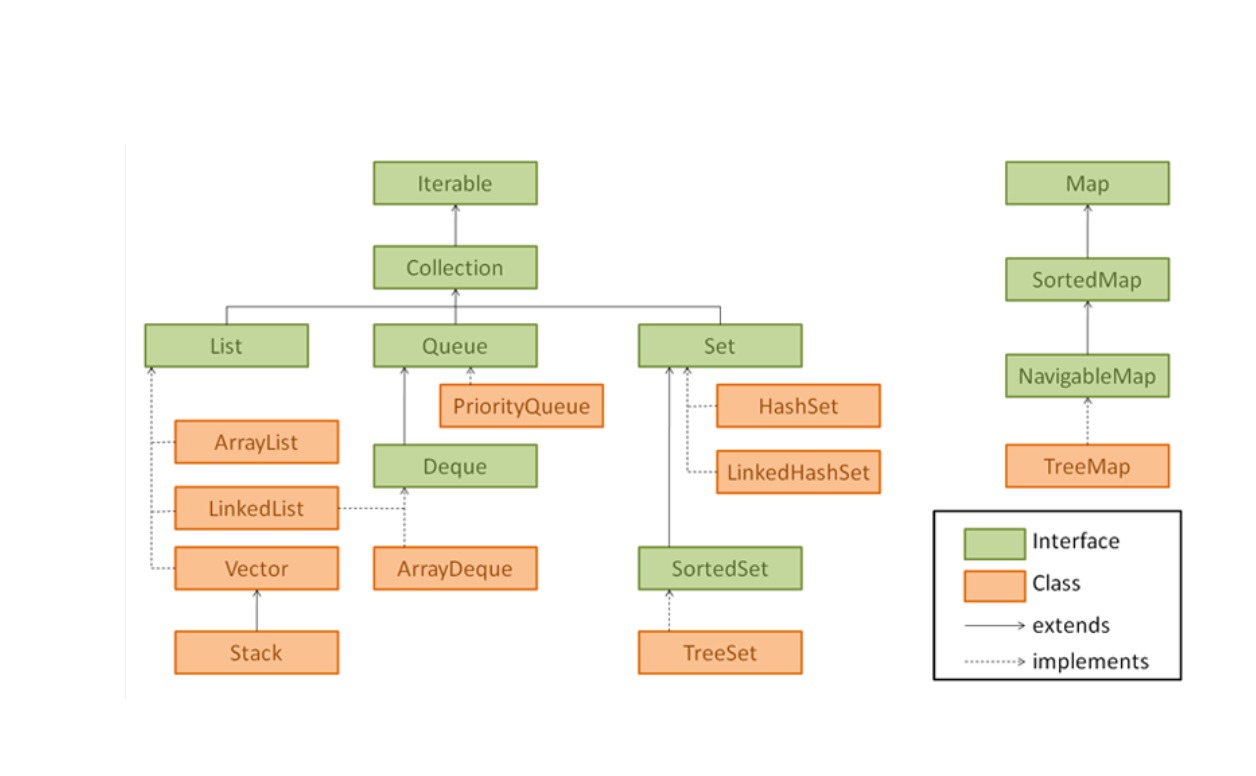 Iterable
Map
Collection
SortedMap
List
Queue
Set
NavigableMap
PriorityQueue
HashSet
ArrayList
Deque
TreeMap
LinkedHashSet
LinkedList
Interface
Vector
ArrayDeque
SortedSet
Class
extends
Stack
TreeSet
implements